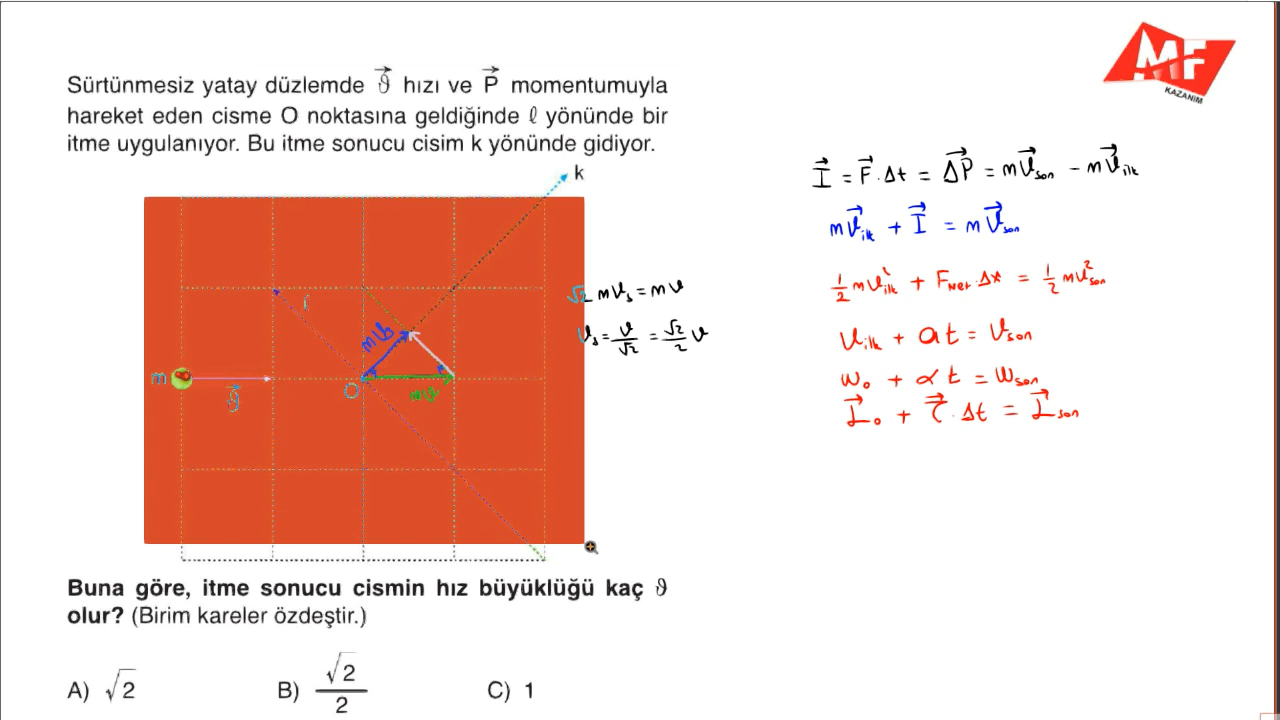 MF
KAZANIM
Sürtünmesiz yatay düzlemde ϑ⃗ hızı ve P⃗ momentumuyla
hareket eden cisme O noktasına geldiğinde ℓ yönünde bir
itme uygulanıyor. Bu itme sonucu cisim k yönünde gidiyor.
k
ℓ
m
ϑ⃗
O
mϑₛ
mϑ
√2 mϑₛ = mϑ
ϑₛ = ϑ/√2 = √2/2 ϑ
I⃗ = F⃗ . Δt = ΔP⃗ = mϑ⃗son - mϑ⃗ilk
mϑ⃗ilk + I⃗ = mϑ⃗son
1/2 mϑ²ilk + FNet . Δx = 1/2 mϑ²son
ϑilk + at = ϑson
ω₀ + αt = ωson
L⃗₀ + τ⃗ . Δt = L⃗son
Buna göre, itme sonucu cismin hız büyüklüğü kaç ϑ
olur? (Birim kareler özdeştir.)
A) √2 B) √2/2 C) 1